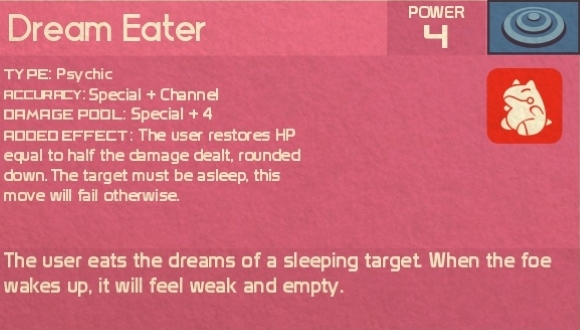 Dream Eater
POWER
4
TYPE: Psychic
ACCURACY: Special + Channel
DAMAGE POOL: Special + 4
ADDED EFFECT: The user restores HP
equal to half the damage dealt, rounded
down. The target must be asleep, this
move will fail otherwise.
The user eats the dreams of a sleeping target. When the foe
wakes up, it will feel weak and empty.